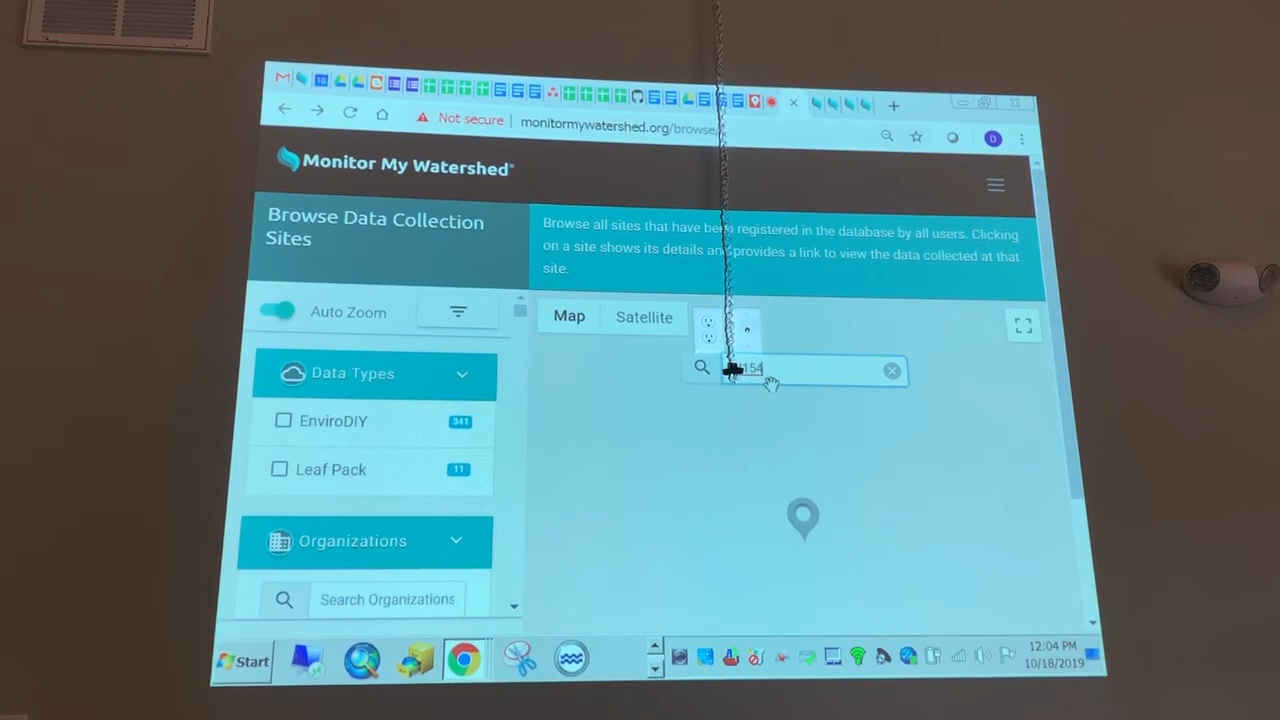 18
Not secure | monitormywatershed.org/browse/
D
Monitor My Watershed®
Browse Data Collection
Sites
Browse all sites that have been registered in the database by all users. Clicking
on a site shows its details and provides a link to view the data collected at that
site.
Auto Zoom
Map Satellite
154
Data Types
EnviroDIY 341
Leaf Pack 11
Organizations
Search Organizations
Start
12:04 PM
10/18/2019